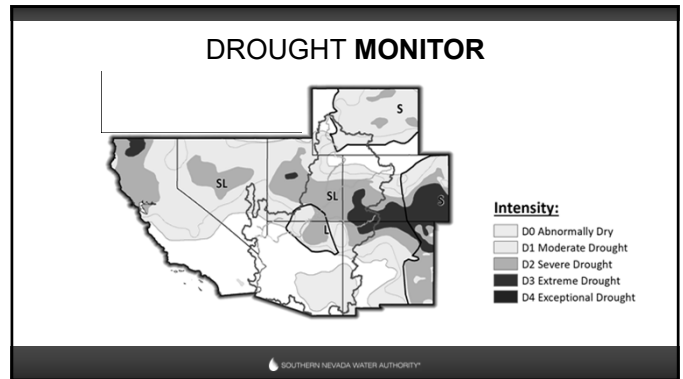 DROUGHT MONITOR
S
SL
SL
S
L
Intensity:
D0 Abnormally Dry
D1 Moderate Drought
D2 Severe Drought
D3 Extreme Drought
D4 Exceptional Drought
SOUTHERN NEVADA WATER AUTHORITY®